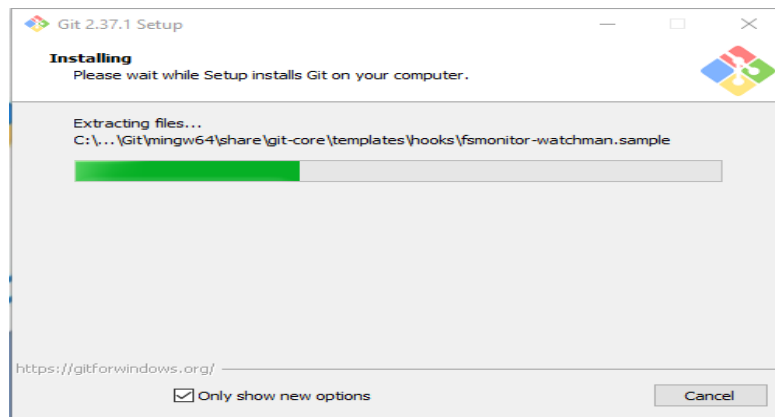 Git 2.37.1 Setup
Installing
Please wait while Setup installs Git on your computer.
Extracting files...
C:\...\Git\mingw64\share\git-core\templates\hooks\fsmonitor-watchman.sample
https://gitforwindows.org/
Only show new options
Cancel